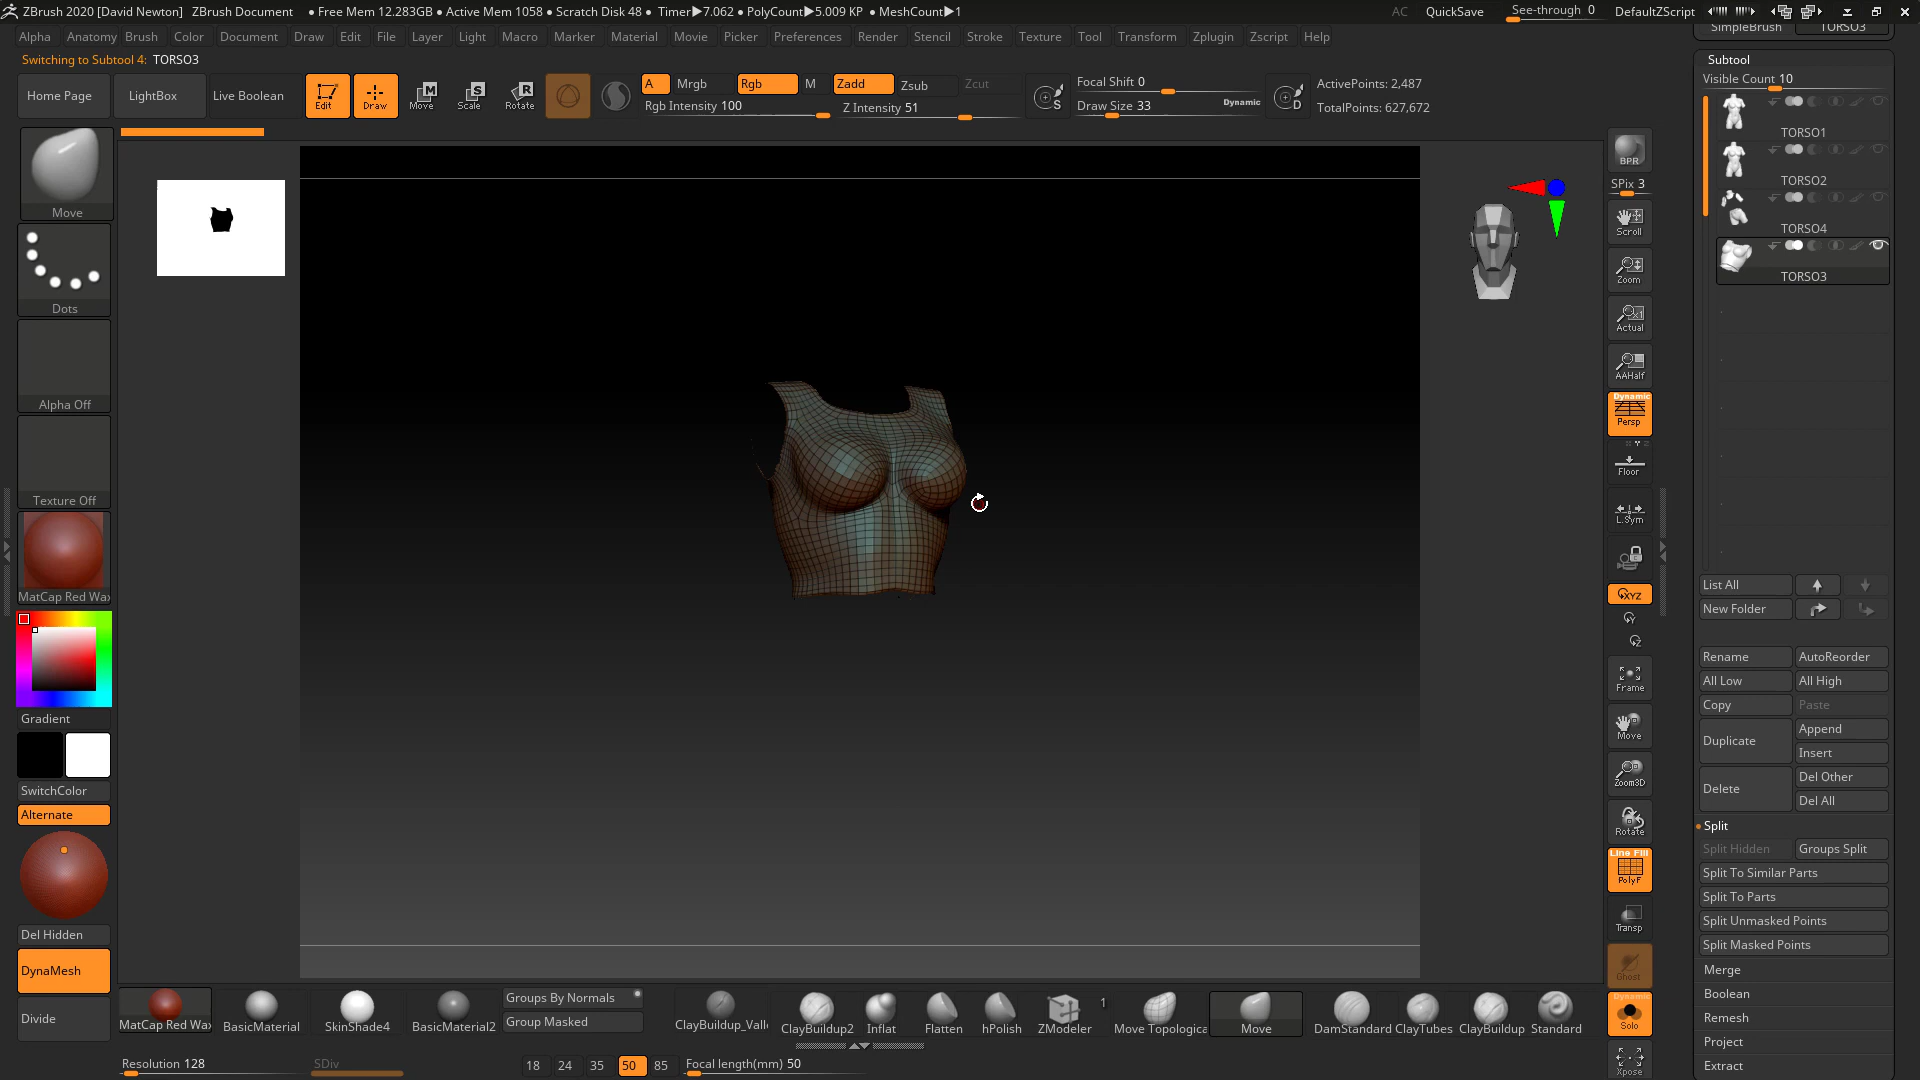 ZBrush 2020 [David Newton] ZBrush Document • Free Mem 12.283GB • Active Mem 1058 • Scratch Disk 48 • Timer▶7.062 • PolyCount▶5.009 KP • MeshCount▶1 AC QuickSave See-through 0 DefaultZScript
Alpha Anatomy Brush Color Document Draw Edit File Layer Light Macro Marker Material Movie Picker Preferences Render Stencil Stroke Texture Tool Transform Zplugin Zscript Help
Switching to Subtool 4: TORSO3
Home Page
LightBox
Live Boolean
Edit
Draw
Move
Scale
Rotate
A
Mrgb
Rgb
M
Zadd
Zsub
Zcut
Rgb Intensity 100
Z Intensity 51
S
Focal Shift 0
Draw Size 33
Dynamic
D
ActivePoints: 2,487
TotalPoints: 627,672
Move
Dots
Alpha Off
Texture Off
MatCap Red Wax
Gradient
SwitchColor
Alternate
Del Hidden
DynaMesh
Divide
BPR
SPix 3
Scroll
Zoom
Actual
AAHalf
Dynamic
Persp
Floor
L.Sym
XYZ
Y
Z
Frame
Move
Zoom3D
Rotate
Line Fill
PolyF
Transp
Ghost
Dynamic
Solo
Xpose
SimpleBrush
TORSO3
Subtool
Visible Count 10
TORSO1
TORSO2
TORSO4
TORSO3
List All
New Folder
Rename
AutoReorder
All Low
All High
Copy
Paste
Duplicate
Append
Insert
Delete
Del Other
Del All
Split
Split Hidden
Groups Split
Split To Similar Parts
Split To Parts
Split Unmasked Points
Split Masked Points
Merge
Boolean
Remesh
Project
Extract
MatCap Red Wax
BasicMaterial
SkinShade4
BasicMaterial2
Groups By Normals
Group Masked
ClayBuildup_Valle
ClayBuildup2
Inflat
Flatten
hPolish
ZModeler
1
Move Topologica
Move
DamStandard
ClayTubes
ClayBuildup
Standard
Resolution 128
SDiv
18
24
35
50
85
Focal length(mm) 50